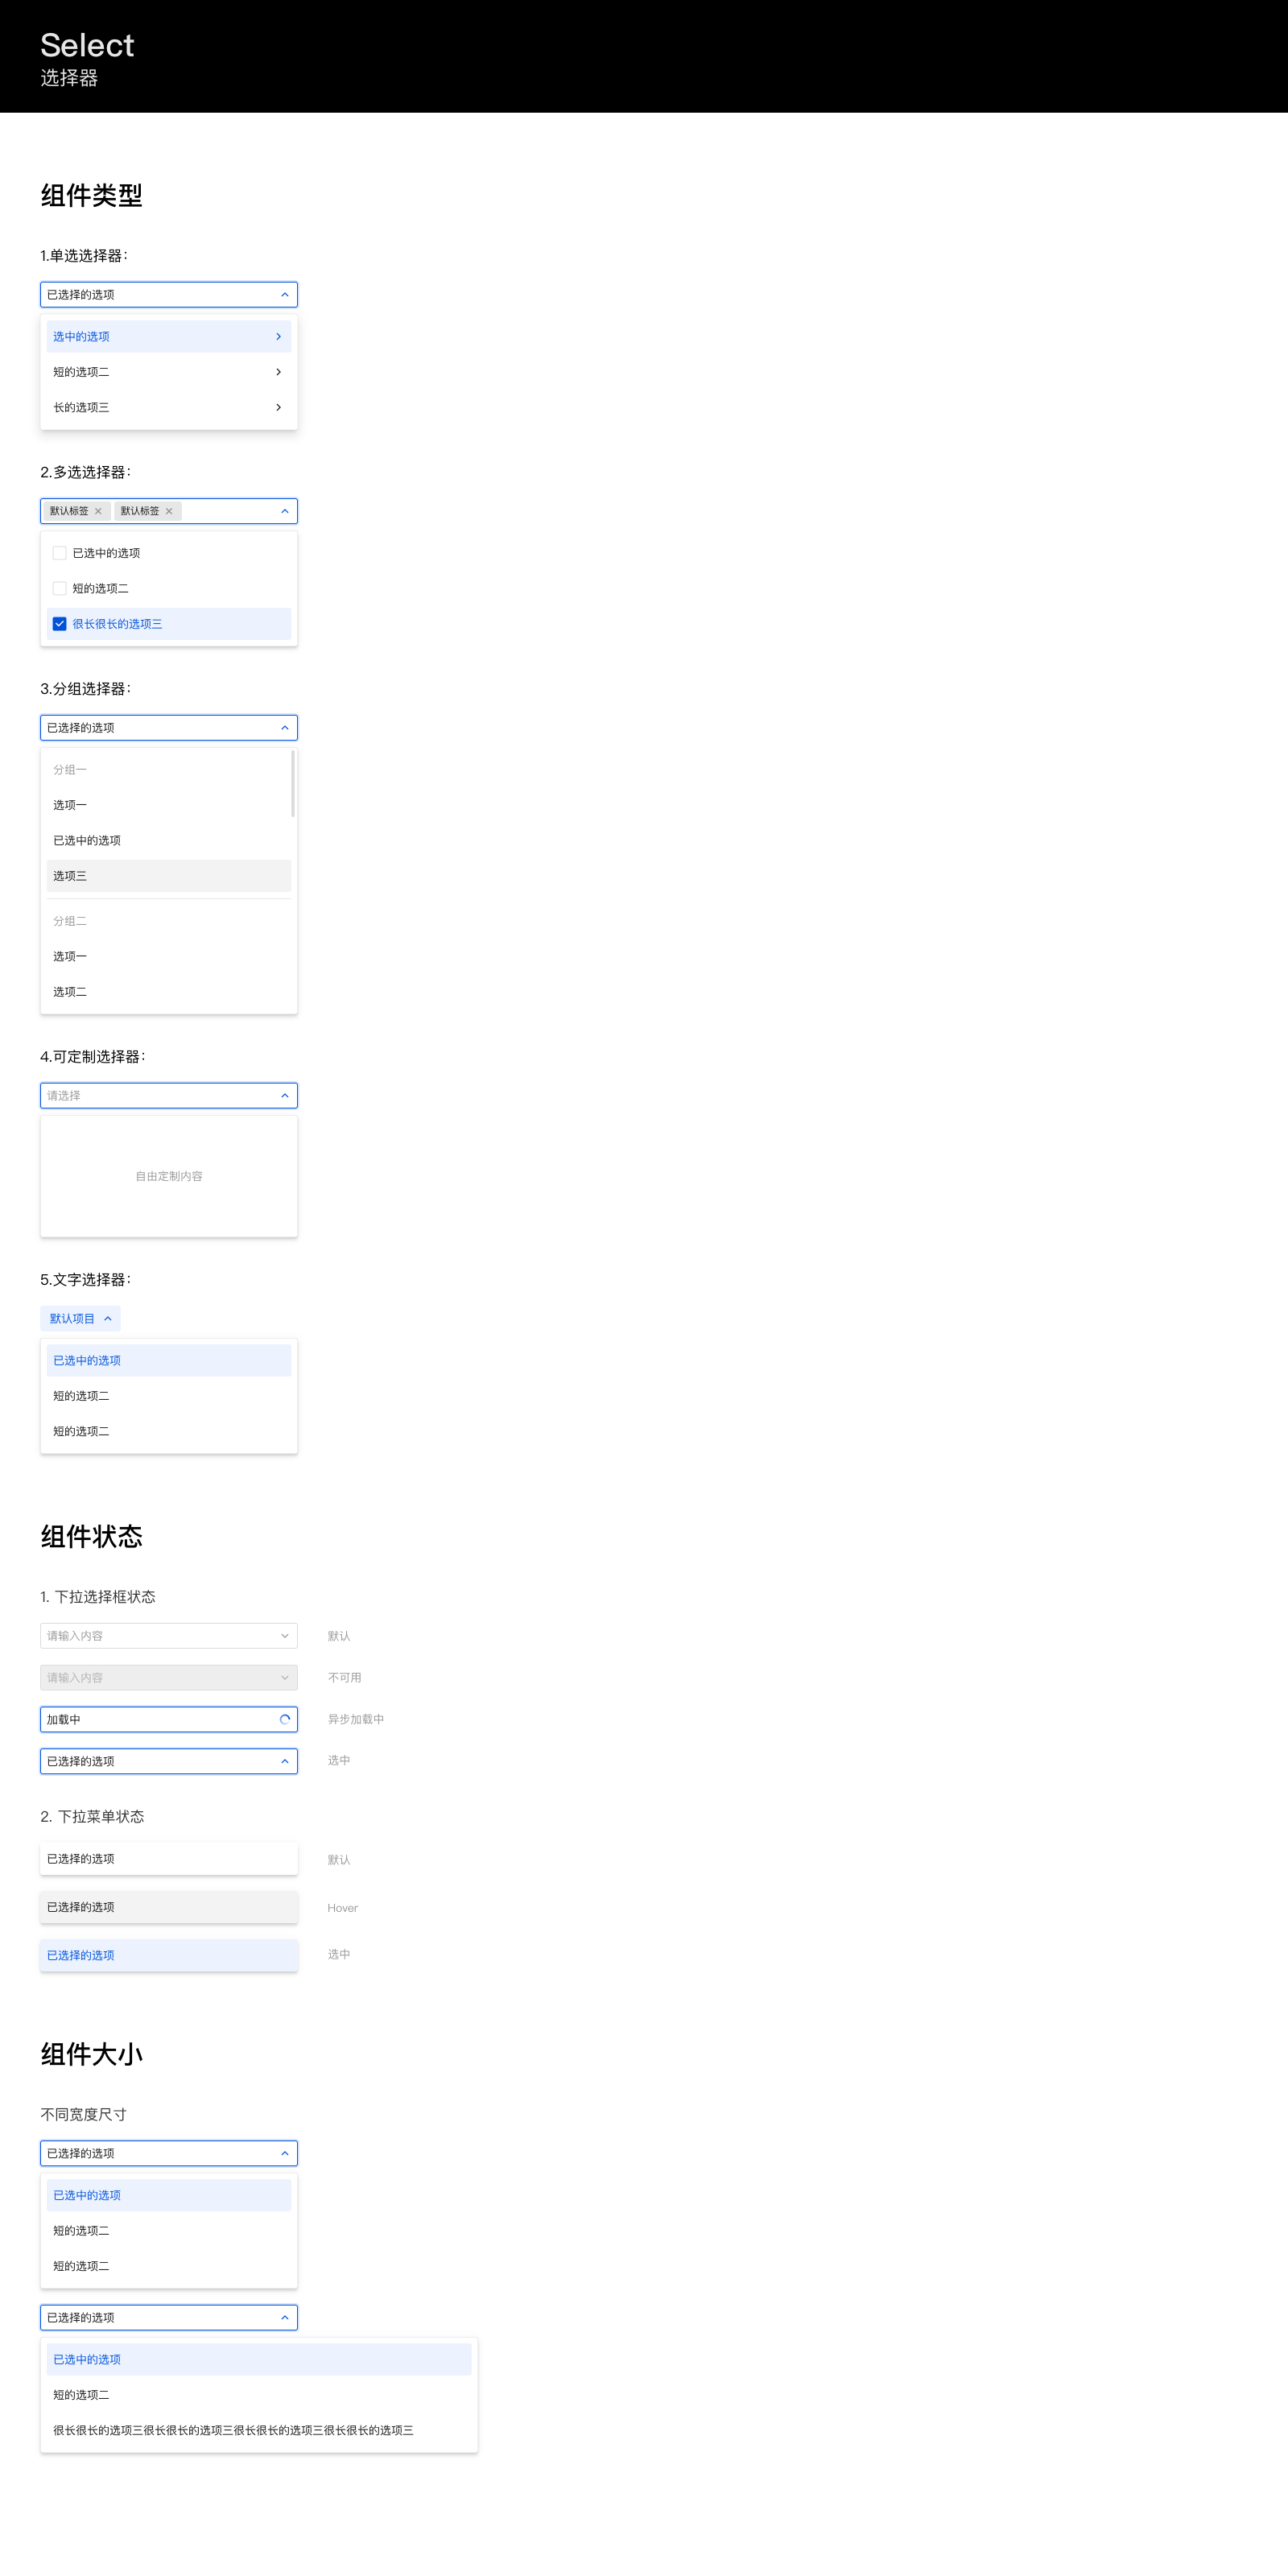 Select
选择器
组件类型
1.单选选择器：
已选择的选项
选中的选项
短的选项二
长的选项三
2.多选选择器：
默认标签 默认标签
已选中的选项
短的选项二
很长很长的选项三
3.分组选择器：
已选择的选项
分组一
选项一
已选中的选项
选项三
分组二
选项一
选项二
4.可定制选择器：
请选择
自由定制内容
5.文字选择器：
默认项目
已选中的选项
短的选项二
短的选项二
组件状态
1. 下拉选择框状态
请输入内容 默认
请输入内容 不可用
加载中 异步加载中
已选择的选项 选中
2. 下拉菜单状态
已选择的选项 默认
已选择的选项 Hover
已选择的选项 选中
组件大小
不同宽度尺寸
已选择的选项
已选中的选项
短的选项二
短的选项二
已选择的选项
已选中的选项
短的选项二
很长很长的选项三很长很长的选项三很长很长的选项三很长很长的选项三